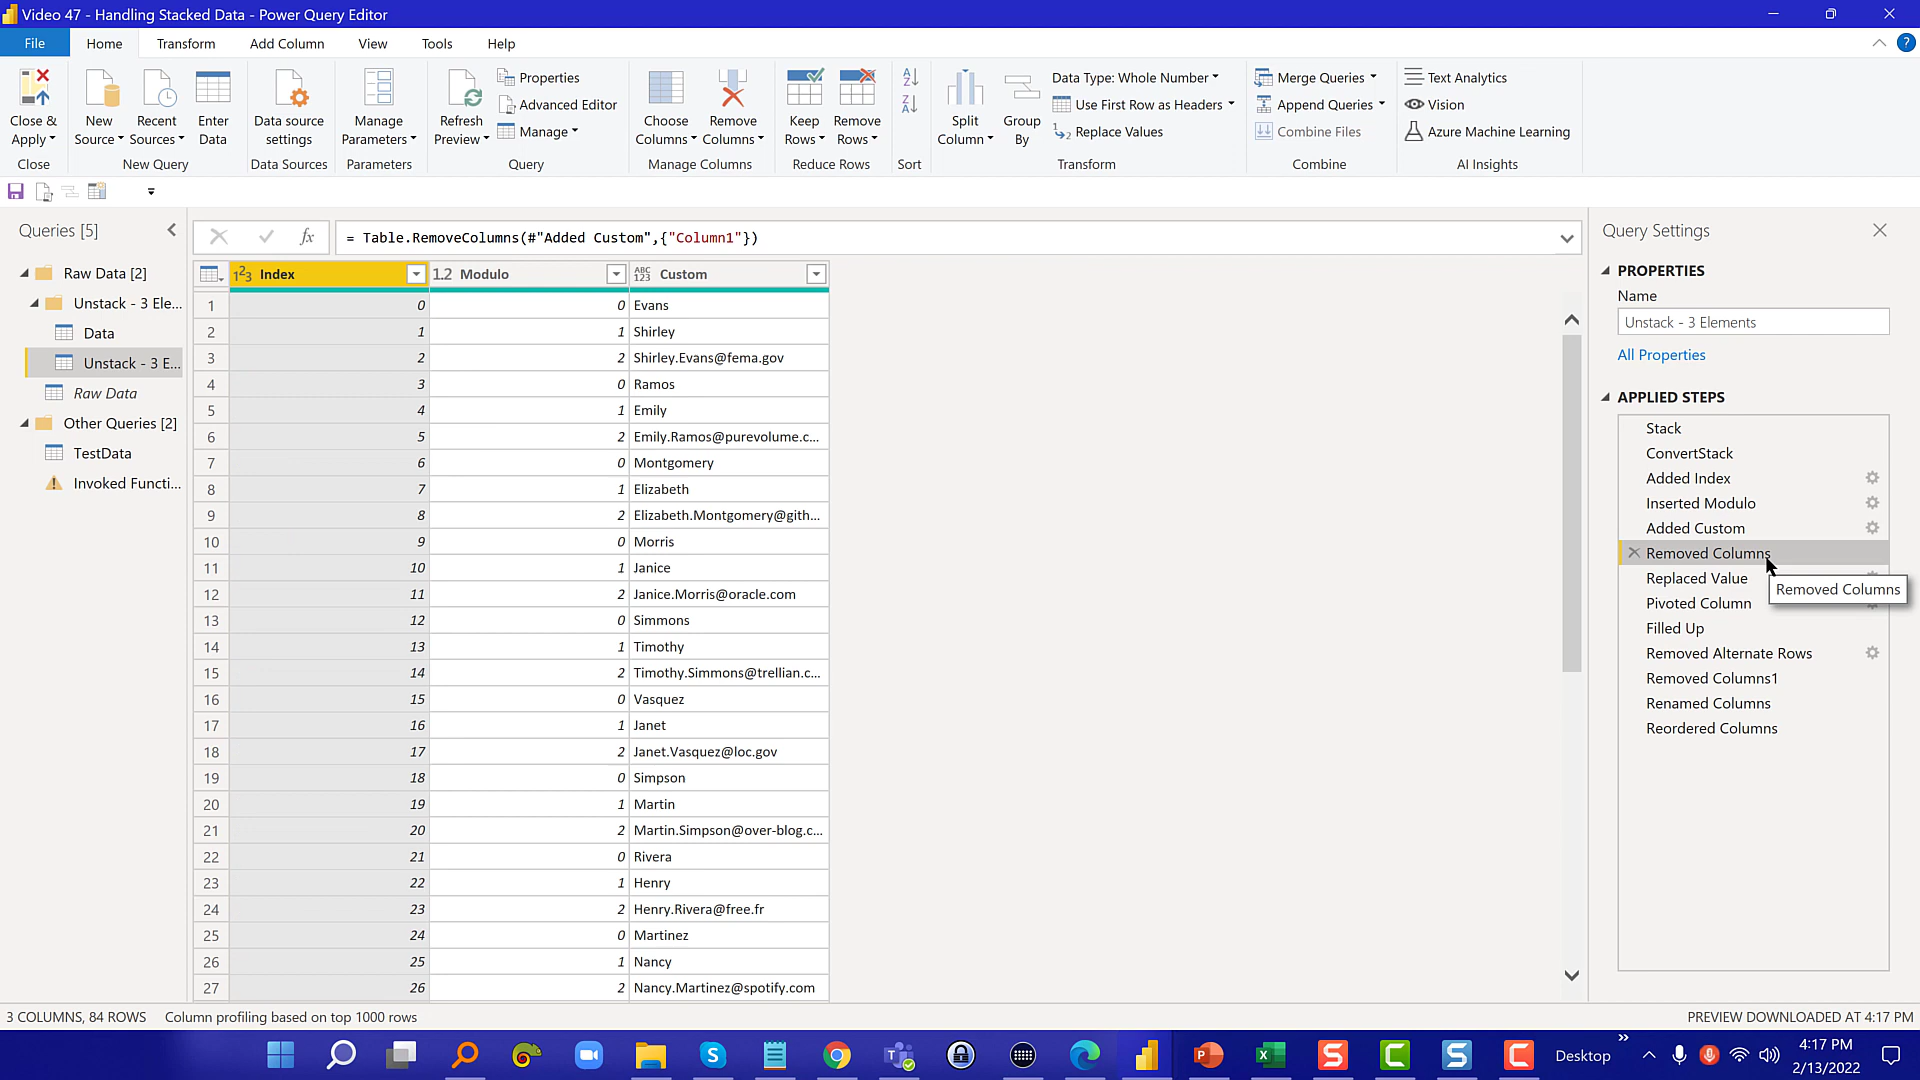 Video 47 - Handling Stacked Data - Power Query Editor
File Home Transform Add Column View Tools Help
Close & Apply
New Source
Recent Sources
Enter Data
Data source settings
Manage Parameters
Refresh Preview
Properties
Advanced Editor
Manage
Choose Columns
Remove Columns
Keep Rows
Remove Rows
Split Column
Group By
Data Type: Whole Number
Use First Row as Headers
Replace Values
Merge Queries
Append Queries
Combine Files
Text Analytics
Vision
Azure Machine Learning
Close New Query Data Sources Parameters Query Manage Columns Reduce Rows Sort Transform Combine AI Insights
Queries [5]
Raw Data [2]
Unstack - 3 Ele...
Data
Unstack - 3 E...
Raw Data
Other Queries [2]
TestData
Invoked Functi...
fx = Table.RemoveColumns(#"Added Custom",{"Column1"})
123 Index 1.2 Modulo ABC 123 Custom
1 0 0 Evans
2 1 1 Shirley
3 2 2 Shirley.Evans@fema.gov
4 3 0 Ramos
5 4 1 Emily
6 5 2 Emily.Ramos@purevolume.c...
7 6 0 Montgomery
8 7 1 Elizabeth
9 8 2 Elizabeth.Montgomery@gith...
10 9 0 Morris
11 10 1 Janice
12 11 2 Janice.Morris@oracle.com
13 12 0 Simmons
14 13 1 Timothy
15 14 2 Timothy.Simmons@trellian.c...
16 15 0 Vasquez
17 16 1 Janet
18 17 2 Janet.Vasquez@loc.gov
19 18 0 Simpson
20 19 1 Martin
21 20 2 Martin.Simpson@over-blog.c...
22 21 0 Rivera
23 22 1 Henry
24 23 2 Henry.Rivera@free.fr
25 24 0 Martinez
26 25 1 Nancy
27 26 2 Nancy.Martinez@spotify.com
Query Settings
PROPERTIES
Name
Unstack - 3 Elements
All Properties
APPLIED STEPS
Stack
ConvertStack
Added Index
Inserted Modulo
Added Custom
Removed Columns
Replaced Value
Removed Columns
Pivoted Column
Filled Up
Removed Alternate Rows
Removed Columns1
Renamed Columns
Reordered Columns
3 COLUMNS, 84 ROWS Column profiling based on top 1000 rows
PREVIEW DOWNLOADED AT 4:17 PM
Desktop
4:17 PM
2/13/2022